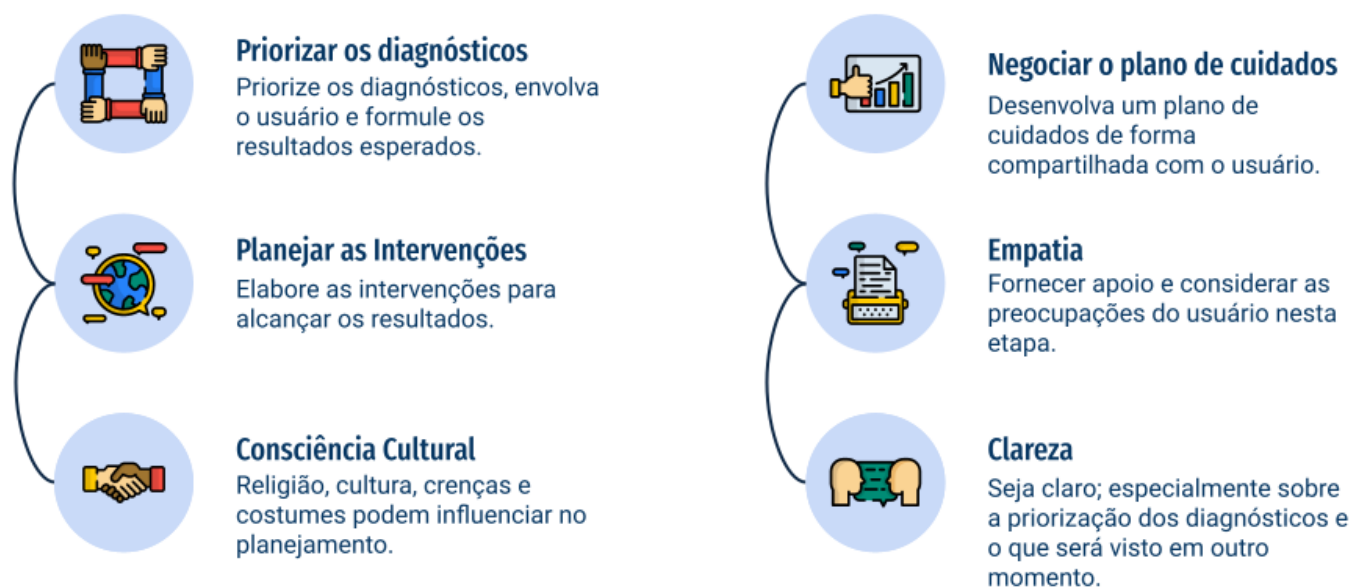 Priorizar os diagnósticos
Priorize os diagnósticos, envolva
o usuário e formule os
resultados esperados.
Planejar as Intervenções
Elabore as intervenções para
alcançar os resultados.
Consciência Cultural
Religião, cultura, crenças e
costumes podem influenciar no
planejamento.
Negociar o plano de cuidados
Desenvolva um plano de
cuidados de forma
compartilhada com o usuário.
Empatia
Fornecer apoio e considerar as
preocupações do usuário nesta
etapa.
Clareza
Seja claro; especialmente sobre
a priorização dos diagnósticos e
o que será visto em outro
momento.